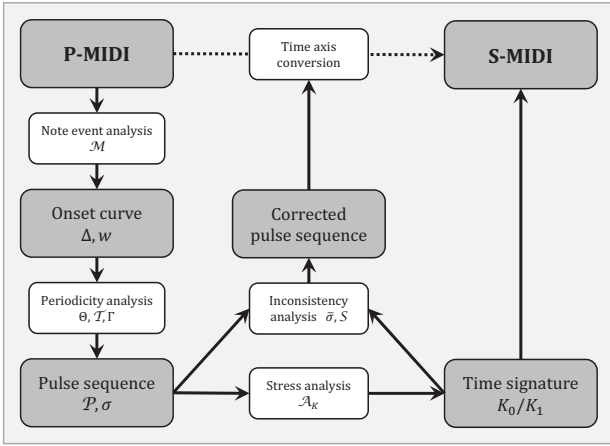 P-MIDI
Time axis
conversion
S-MIDI
Note event analysis
ℳ
Onset curve
Δ, w
Corrected
pulse sequence
Periodicity analysis
Θ, 𝒯, Γ
Inconsistency
analysis σ̄, S
Pulse sequence
𝒫, σ
Stress analysis
𝒜_K
Time signature
K₀/K₁